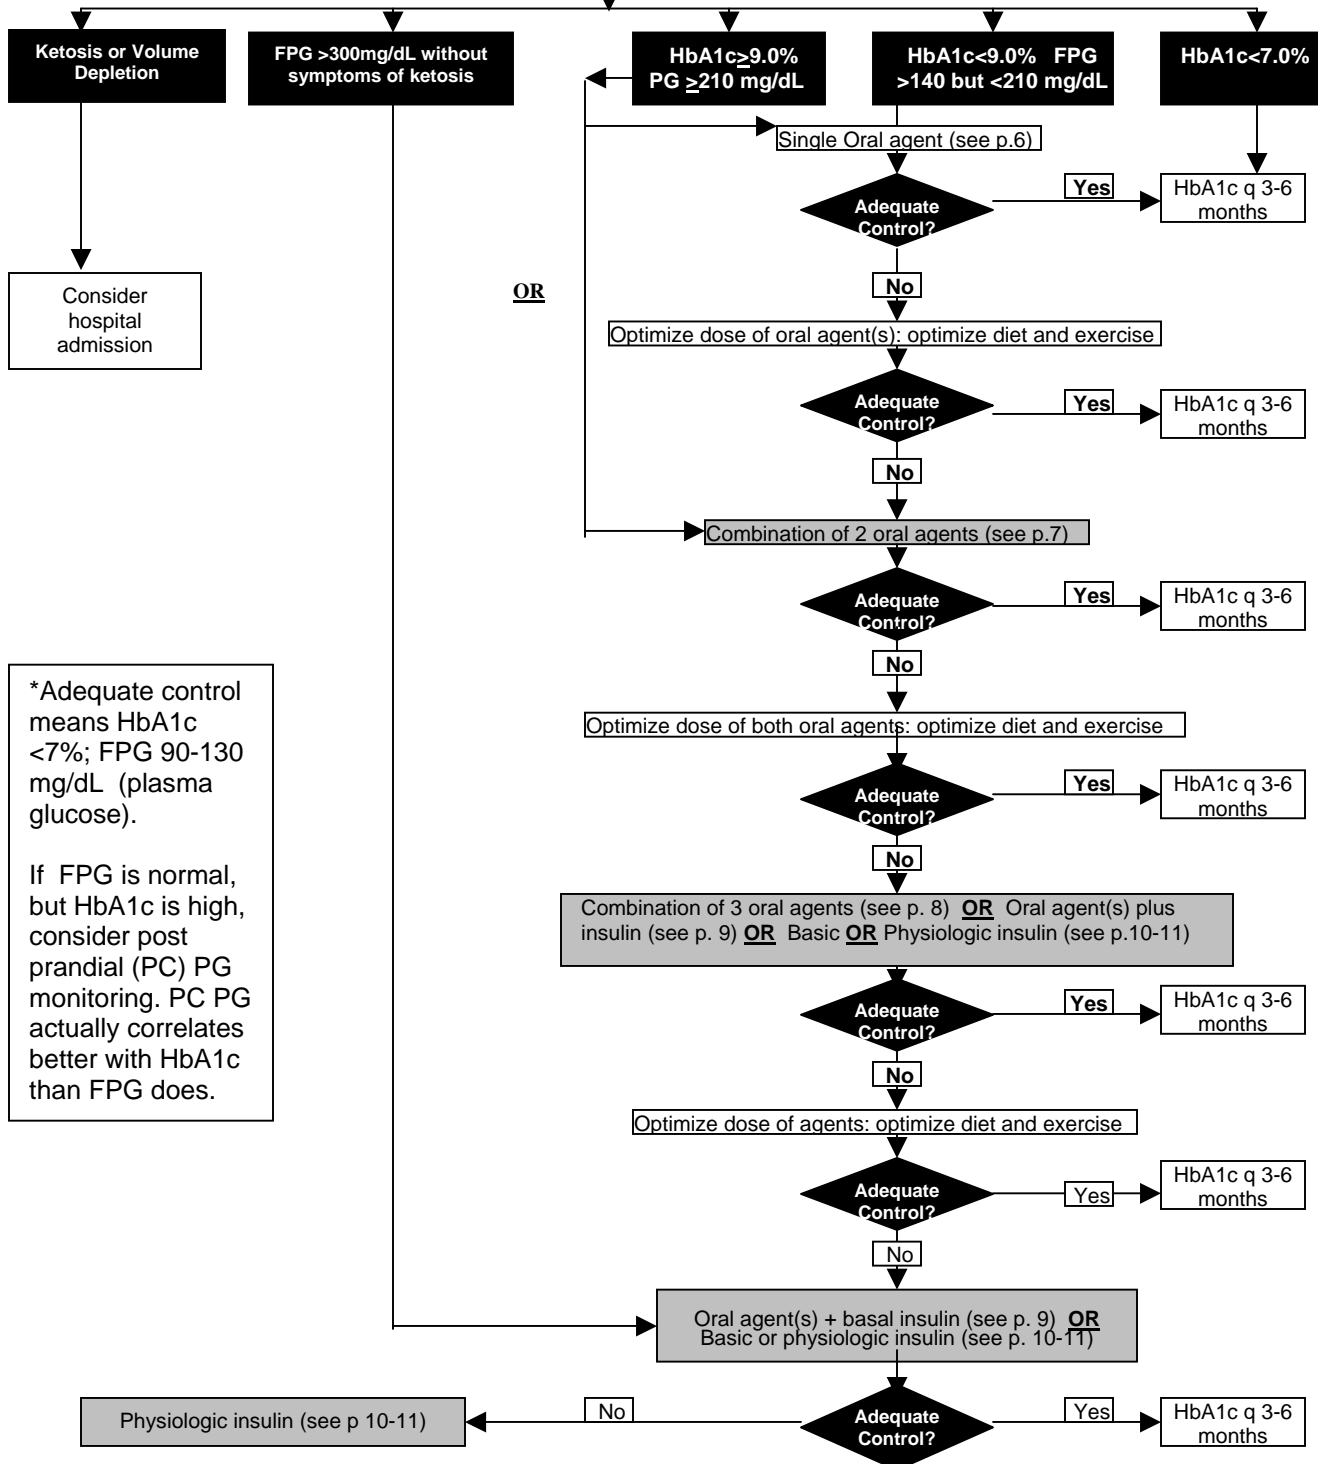 Ketosis or Volume
Depletion
FPG >300mg/dL without
symptoms of ketosis
HbA1c≥9.0%
PG ≥210 mg/dL
HbA1c<9.0% FPG
>140 but <210 mg/dL
HbA1c<7.0%
Single Oral agent (see p.6)
Adequate
Control?
Yes
HbA1c q 3-6
months
No
Consider
hospital
admission
OR
Optimize dose of oral agent(s): optimize diet and exercise
Adequate
Control?
Yes
HbA1c q 3-6
months
No
Combination of 2 oral agents (see p.7)
Adequate
Control?
Yes
HbA1c q 3-6
months
No
*Adequate control
means HbA1c
<7%; FPG 90-130
mg/dL (plasma
glucose).
If FPG is normal,
but HbA1c is high,
consider post
prandial (PC) PG
monitoring. PC PG
actually correlates
better with HbA1c
than FPG does.
Optimize dose of both oral agents: optimize diet and exercise
Adequate
Control?
Yes
HbA1c q 3-6
months
No
Combination of 3 oral agents (see p. 8) OR Oral agent(s) plus
insulin (see p. 9) OR Basic OR Physiologic insulin (see p.10-11)
Adequate
Control?
Yes
HbA1c q 3-6
months
No
Optimize dose of agents: optimize diet and exercise
Adequate
Control?
Yes
HbA1c q 3-6
months
No
Oral agent(s) + basal insulin (see p. 9) OR
Basic or physiologic insulin (see p. 10-11)
Adequate
Control?
Yes
HbA1c q 3-6
months
No
Physiologic insulin (see p 10-11)